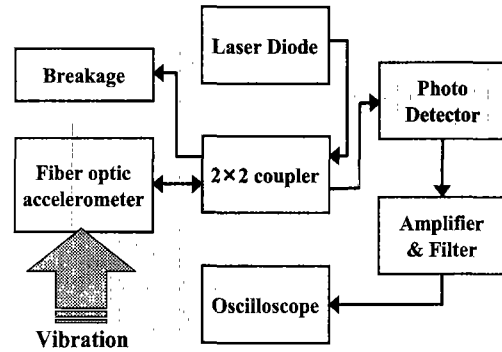 Laser Diode
Breakage
Photo
Detector
Fiber optic
accelerometer
2×2 coupler
Amplifier
& Filter
Oscilloscope
Vibration